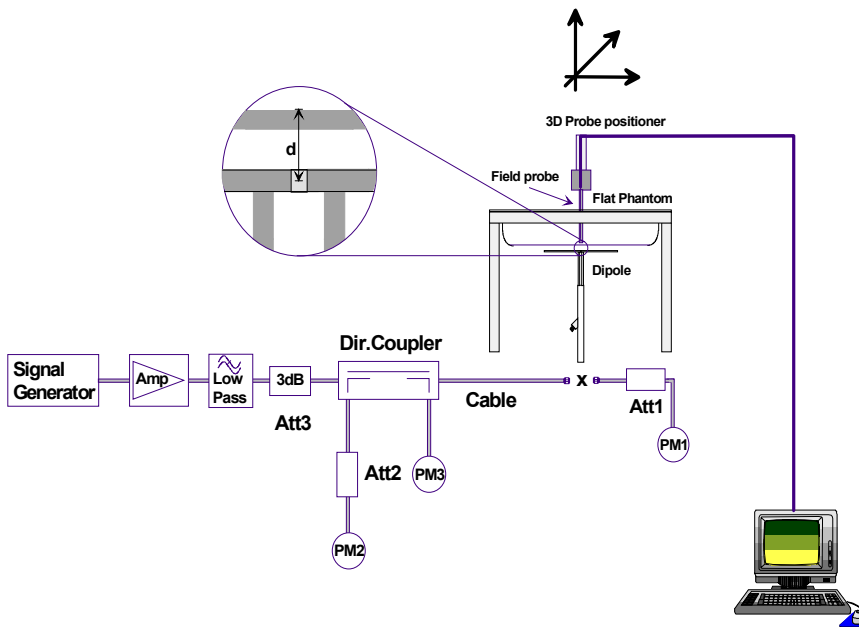 3D Probe positioner
d
Field probe
Flat Phantom
Dipole
Dir.Coupler
Signal
Generator
Amp
Low
Pass
3dB
Att3
Cable
x
Att1
PM1
Att2
PM3
PM2